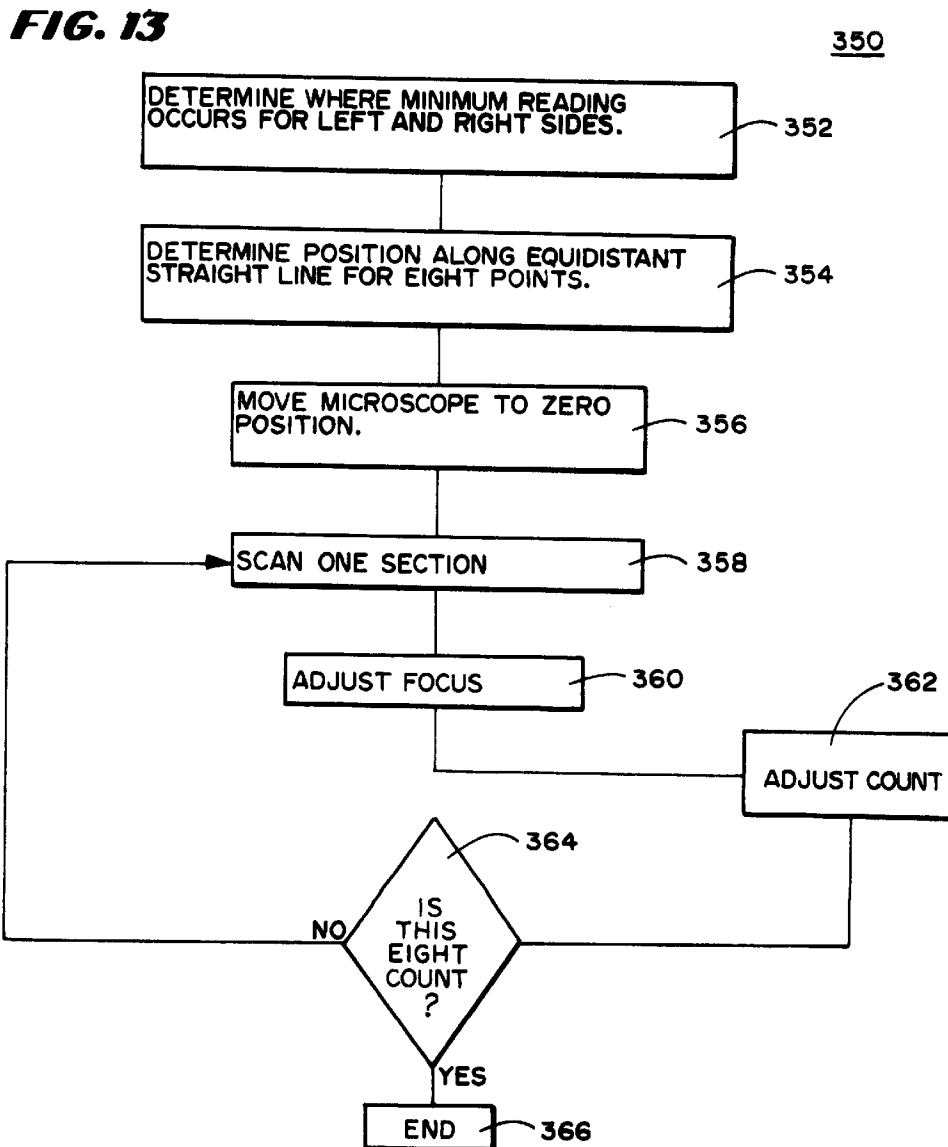 FIG. 13
350
DETERMINE WHERE MINIMUM READING
OCCURS FOR LEFT AND RIGHT SIDES.
352
DETERMINE POSITION ALONG EQUIDISTANT
STRAIGHT LINE FOR EIGHT POINTS.
354
MOVE MICROSCOPE TO ZERO
POSITION.
356
SCAN ONE SECTION
358
ADJUST FOCUS
360
362
ADJUST COUNT
364
IS
THIS
EIGHT
COUNT
?
NO
YES
END
366